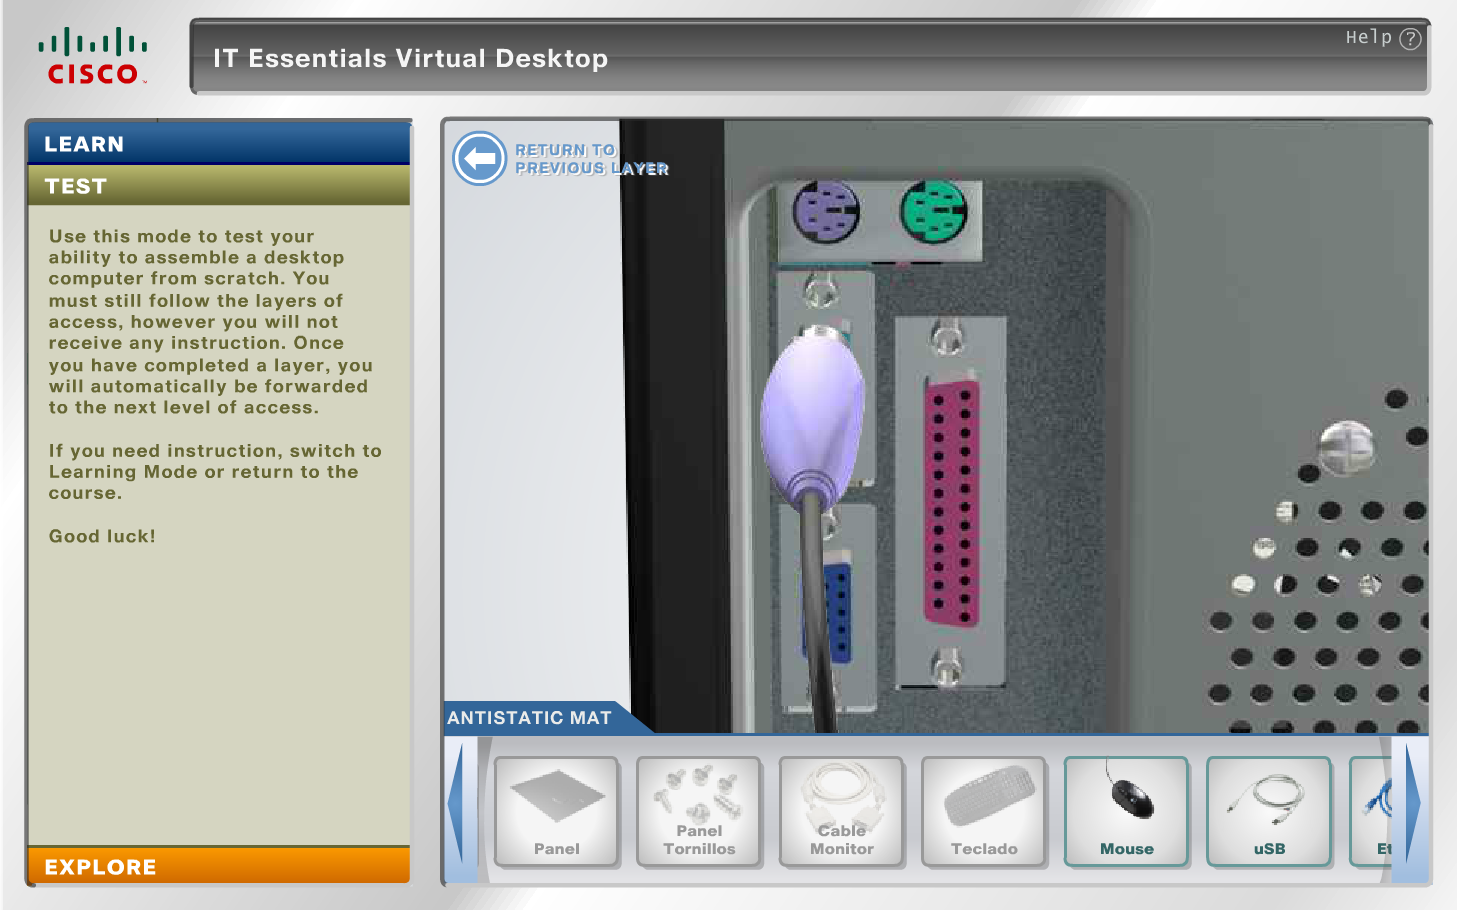 CISCO
IT Essentials Virtual Desktop
Help ?
LEARN
TEST
Use this mode to test your
ability to assemble a desktop
computer from scratch. You
must still follow the layers of
access, however you will not
receive any instruction. Once
you have completed a layer, you
will automatically be forwarded
to the next level of access.
If you need instruction, switch to
Learning Mode or return to the
course.
Good luck!
EXPLORE
RETURN TO
PREVIOUS LAYER
ANTISTATIC MAT
Panel
Panel
Tornillos
Cable
Monitor
Teclado
Mouse
uSB
Et